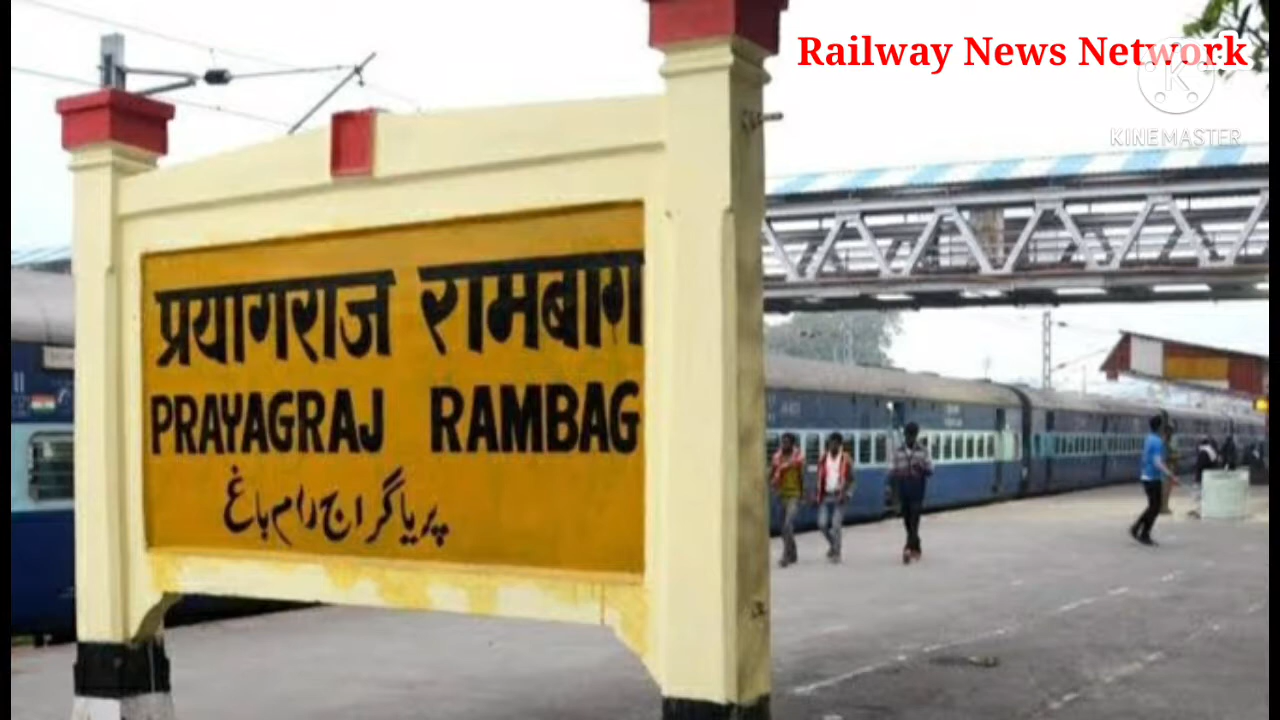 Railway News Network
K
KINEMASTER
प्रयागराज रामबाग
PRAYAGRAJ RAMBAG
پریاگراج رام باغ